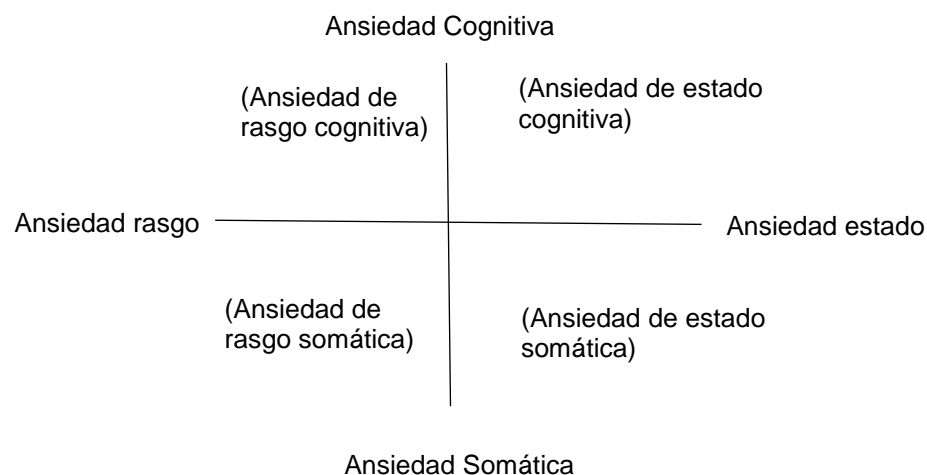 Ansiedad Cognitiva
(Ansiedad de
rasgo cognitiva)
(Ansiedad de estado
cognitiva)
Ansiedad rasgo
Ansiedad estado
(Ansiedad de
rasgo somática)
(Ansiedad de estado
somática)
Ansiedad Somática